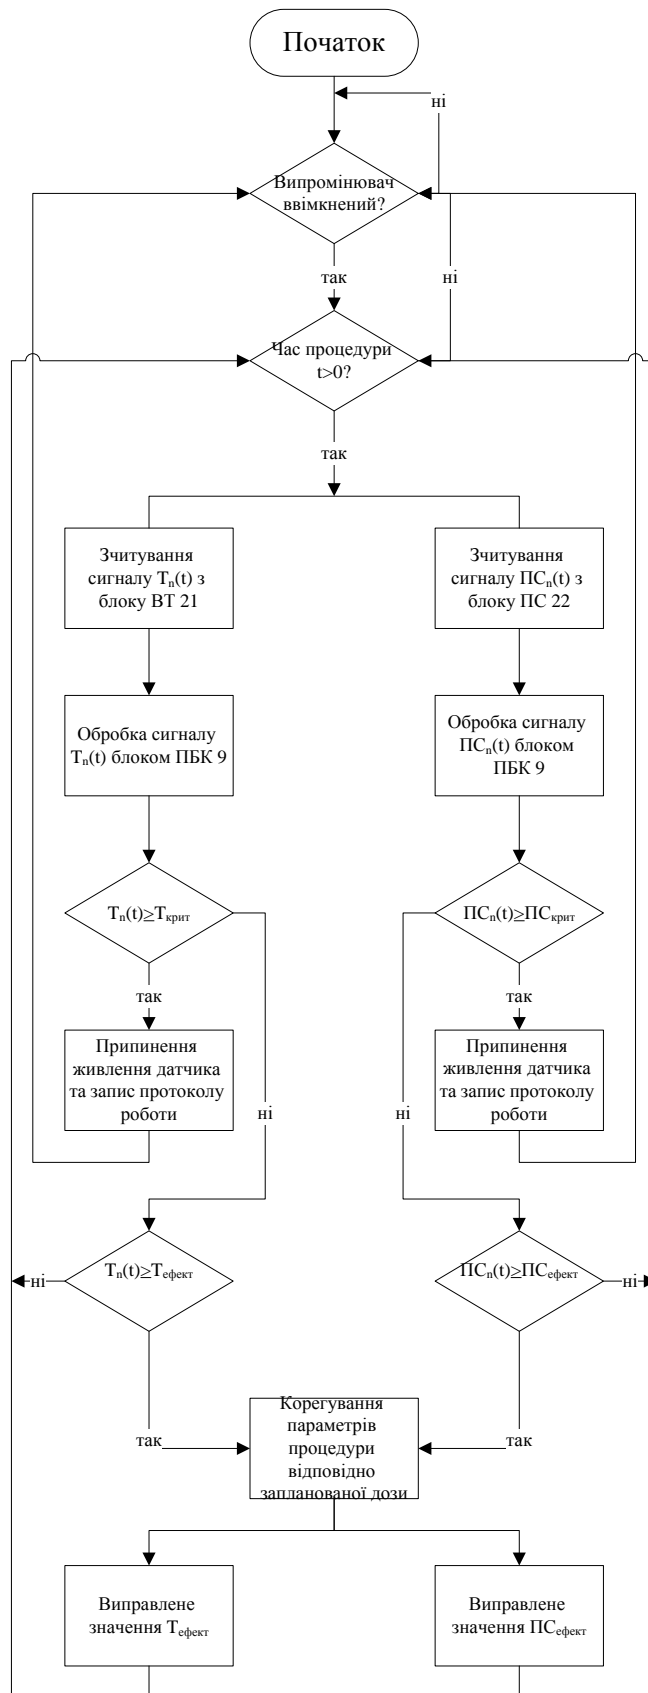 Початок
ні
Випромінювач
ввімкнений?
так
ні
Час процедури
t>0?
так
Зчитування
сигналу Tn(t) з
блоку ВТ 21
Зчитування
сигналу ПСn(t) з
блоку ПС 22
Обробка сигналу
Tn(t) блоком ПБК 9
Обробка сигналу
ПСn(t) блоком
ПБК 9
Tn(t)≥Tкрит
ПСn(t)≥ПСкрит
так
так
Припинення
живлення датчика
та запис протоколу
роботи
Припинення
живлення датчика
та запис протоколу
роботи
ні
ні
Tn(t)≥Tефект
ПСn(t)≥ПСефект
ні
ні
Корегування
параметрів
процедури
відповідно
запланованої дози
так
так
Виправлене
значення Tефект
Виправлене
значення ПСефект